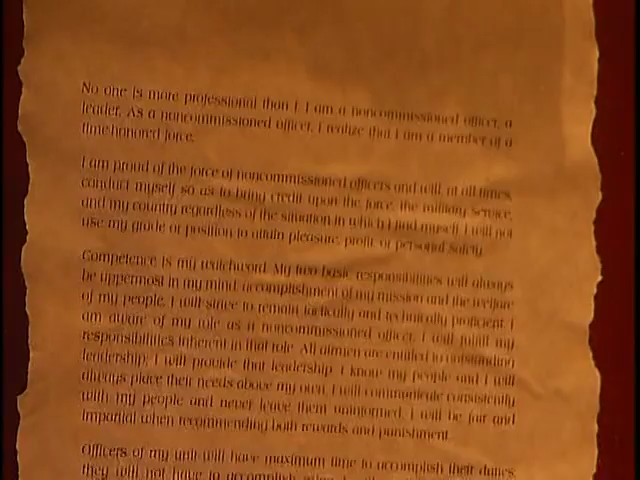 No one is more professional than I. I am a noncommissioned officer, a
leader. As a noncommissioned officer, I realize that I am a member of a
time-honored force.
I am proud of the force of noncommissioned officers and will, at all times,
conduct myself so as to bring credit upon the force, the military service,
and my country regardless of the situation in which I find myself. I will not
use my grade or position to attain pleasure, profit, or personal safety.
Competence is my watchword. My two basic responsibilities will always
be uppermost in my mind: accomplishment of my mission and the welfare
of my people. I will strive to remain tactically and technically proficient. I
am aware of my role as a noncommissioned officer. I will fulfill my
responsibilities inherent in that role. All airmen are entitled to outstanding
leadership; I will provide that leadership. I know my people and I will
always place their needs above my own. I will communicate consistently
with my people and never leave them uninformed. I will be fair and
impartial when recommending both rewards and punishment.
Officers of my unit will have maximum time to accomplish their duties;
they will not have to accomplish